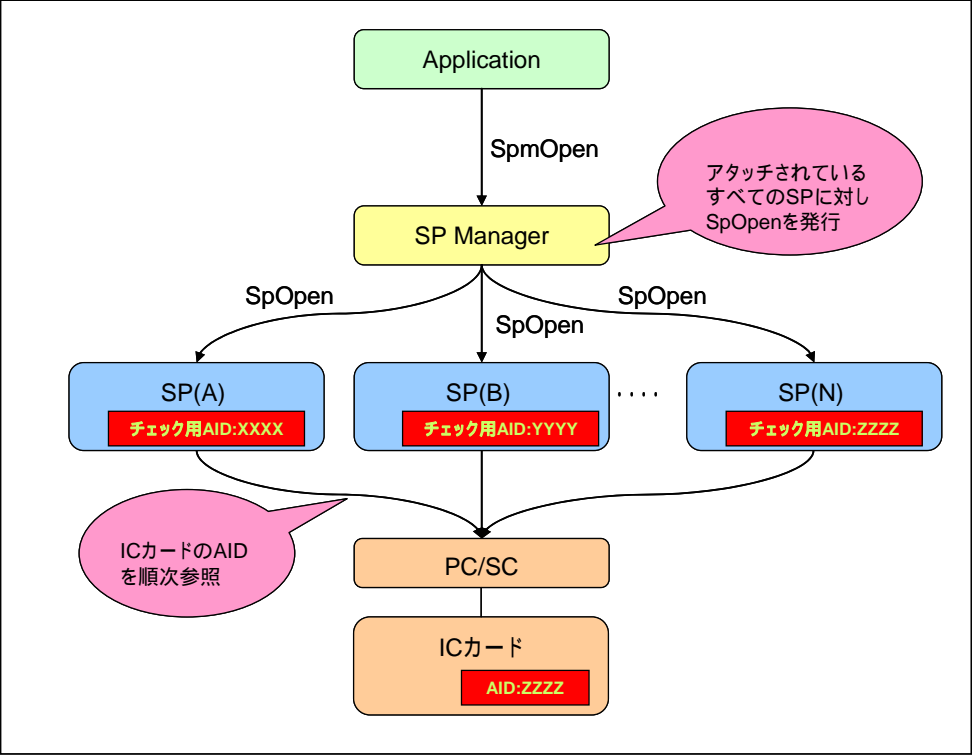 Application
SpmOpen
アタッチされている
すべてのSPに対し
SpOpenを発行
SP Manager
SpOpen
SpOpen
SpOpen
SP(A)
チェック用AID:XXXX
SP(B)
チェック用AID:YYYY
････
SP(N)
チェック用AID:ZZZZ
ICカードのAID
を順次参照
PC/SC
ICカード
AID:ZZZZ